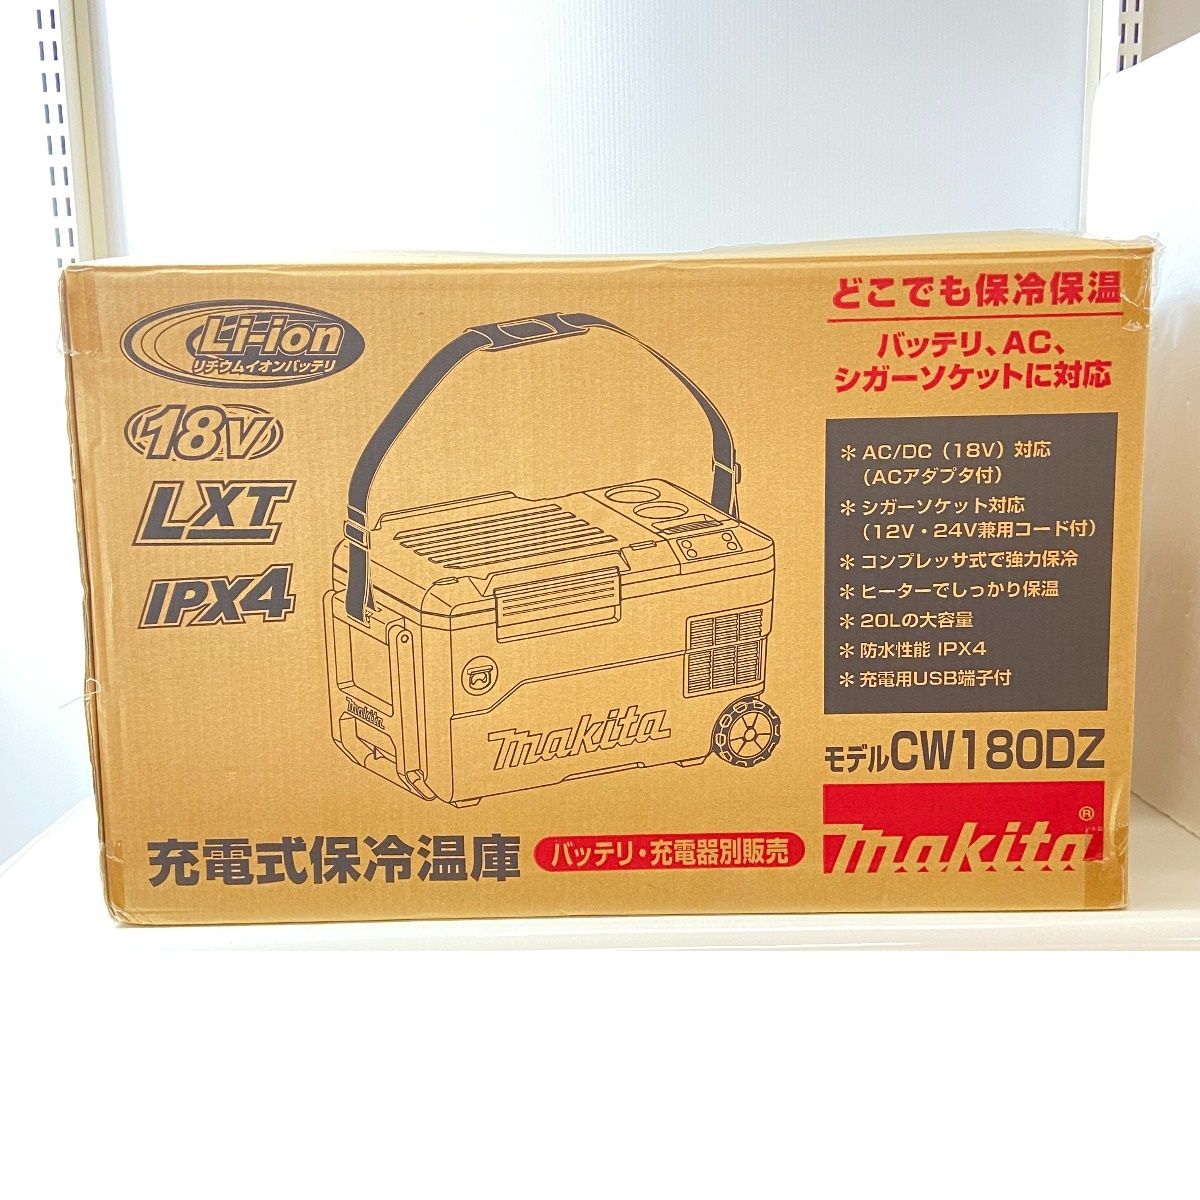 Li-ion
リチウムイオンバッテリ
18V
LXT
IPX4
makita
makita
充電式保冷温庫
バッテリ・充電器別販売
どこでも保冷保温
バッテリ、AC、
シガーソケットに対応
＊AC/DC（18V）対応
（ACアダプタ付）
＊シガーソケット対応
（12V・24V兼用コード付）
＊コンプレッサ式で強力保冷
＊ヒーターでしっかり保温
＊20Lの大容量
＊防水性能 IPX4
＊充電用USB端子付
モデルCW180DZ
makita®